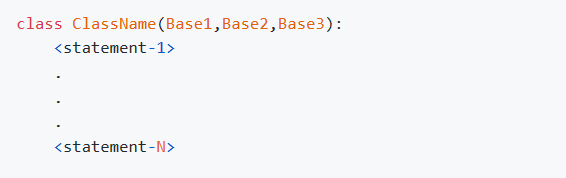 class ClassName(Base1,Base2,Base3):
    <statement-1>
    .
    .
    .
    <statement-N>